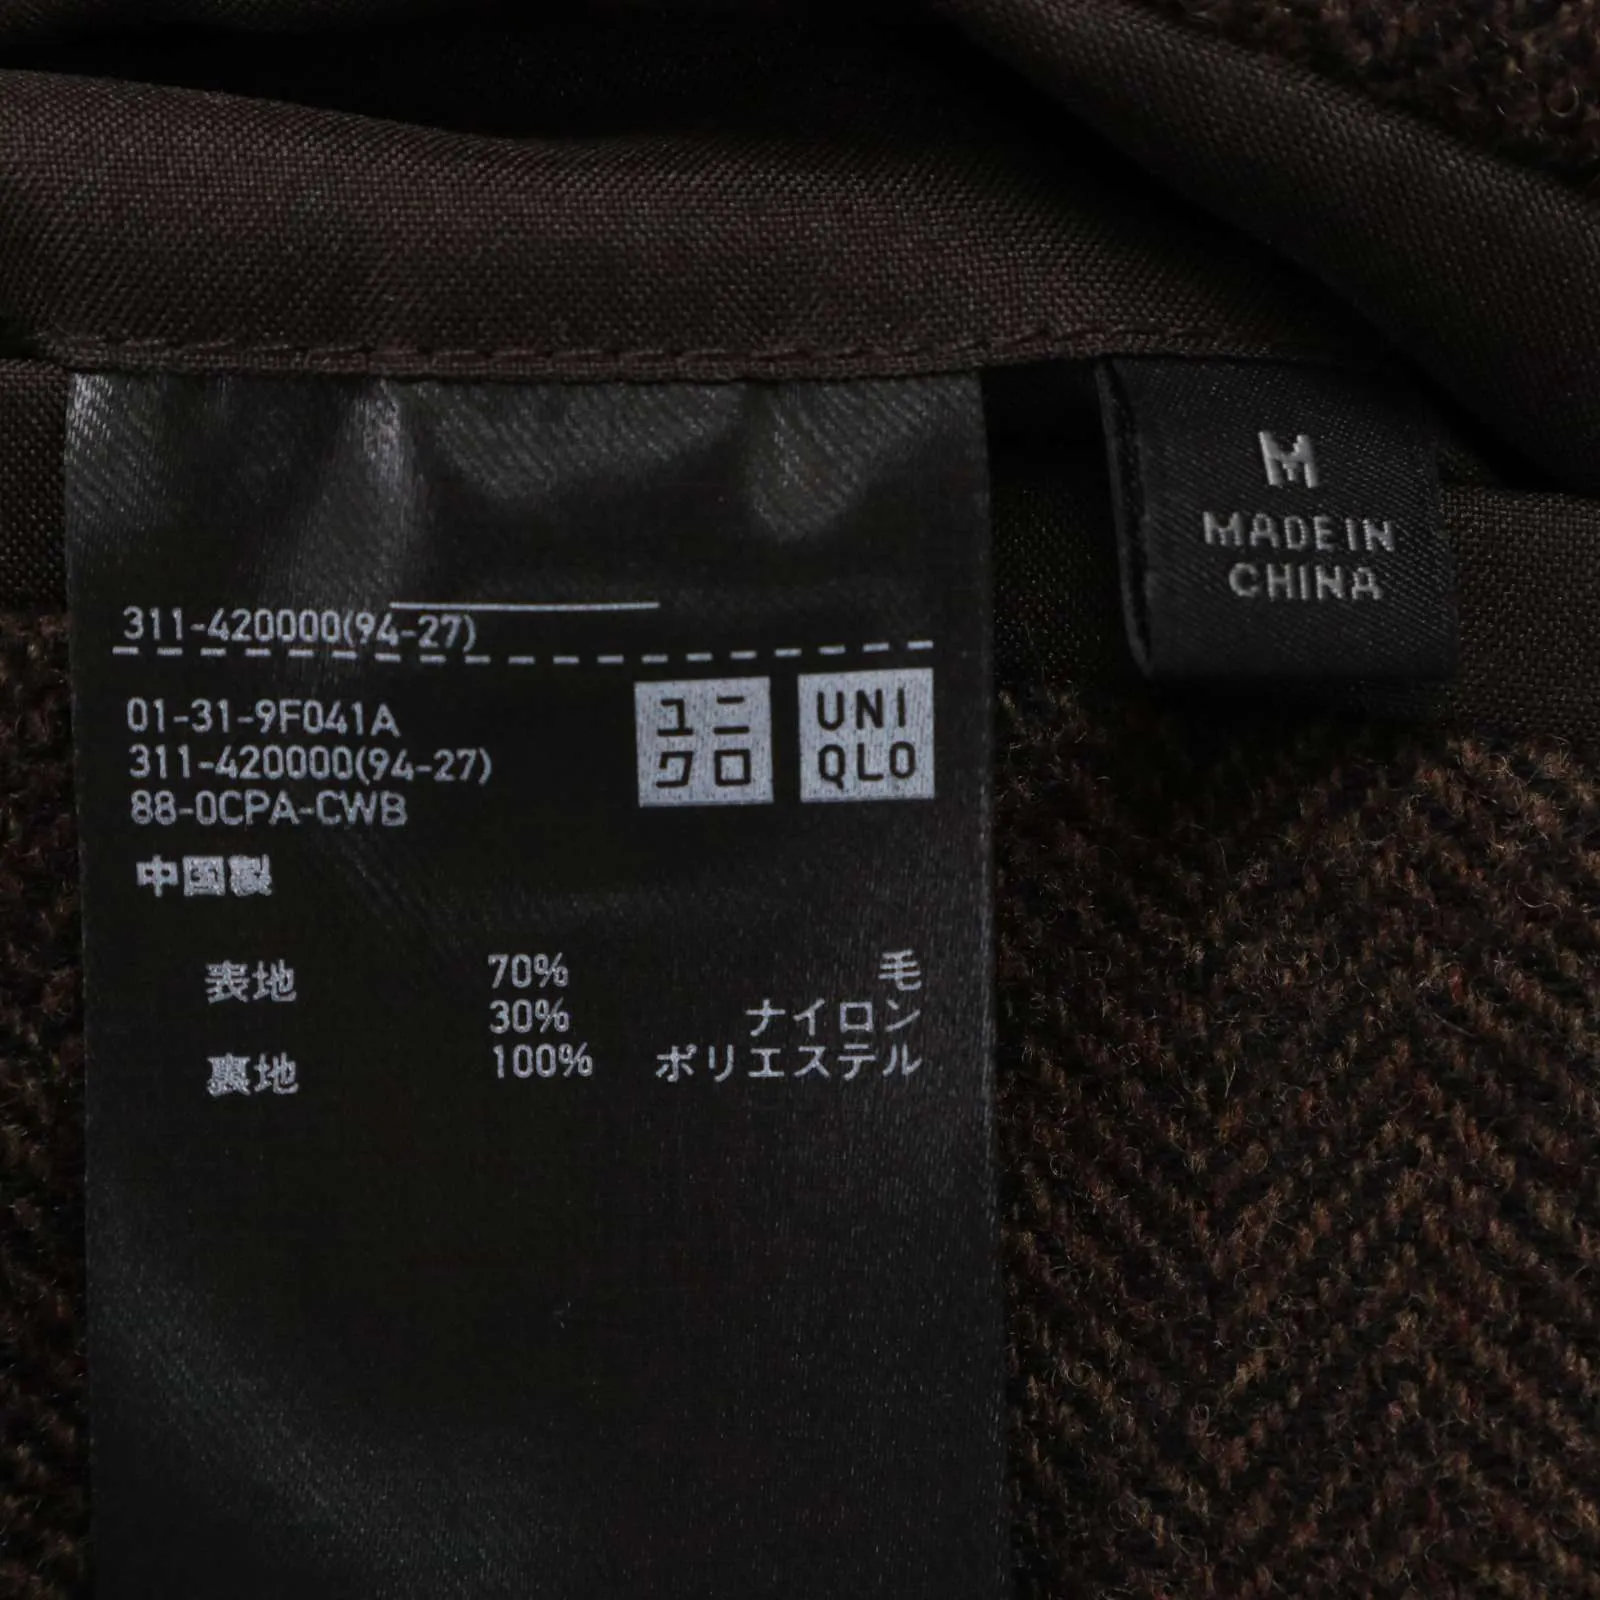 M
MADE IN
CHINA
311-420000(94-27)
01-31-9F041A
311-420000(94-27)
88-0CPA-CWB
ユニ
クロ
UNI
QLO
中国製
表地 70% 毛
30% ナイロン
裏地 100% ポリエステル